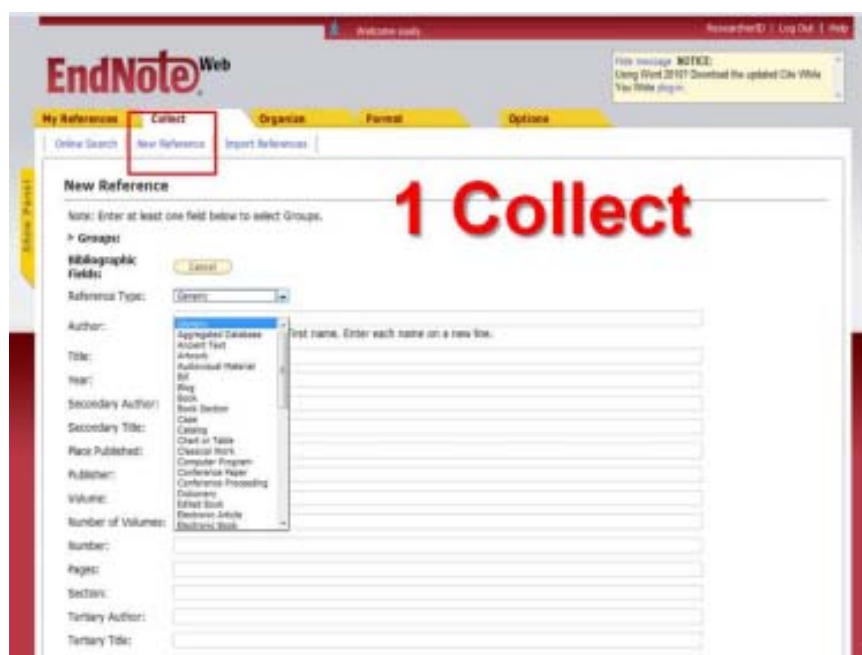 Welcome
ResearcherID | Log Out | Help
EndNote Web
Hide message NOTICE:
Using Word 2010? Download the updated Cite While
You Write plug-in.
My References Collect Organize Format Options
Online Search New Reference Import References
Show Panel
New Reference
1 Collect
Note: Enter at least one field below to select Groups.
Groups:
Bibliographic
Fields:
Cancel
Reference Type: Generic
Author:
First name. Enter each name on a new line.
Generic
Aggregated Database
Ancient Text
Artwork
Audiovisual Material
Bill
Blog
Book
Book Section
Case
Catalog
Chart or Table
Classical Work
Computer Program
Conference Paper
Conference Proceeding
Dictionary
Edited Book
Electronic Article
Electronic Book
Title:
Year:
Secondary Author:
Secondary Title:
Place Published:
Publisher:
Volume:
Number of Volumes:
Number:
Pages:
Section:
Tertiary Author:
Tertiary Title: